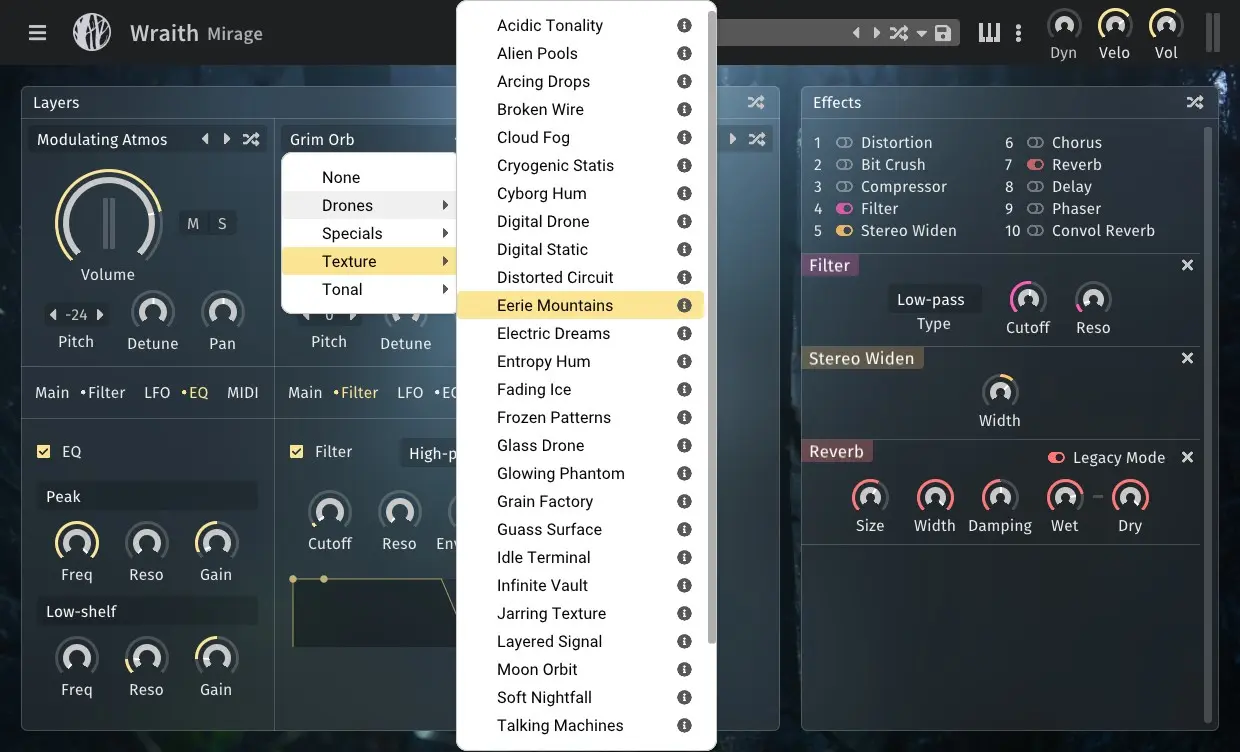 Wraith Mirage
Dyn
Velo
Vol
Layers
Modulating Atmos
M
S
Volume
-24
Pitch
Detune
Pan
Main
Filter
LFO
EQ
MIDI
EQ
Peak
Freq
Reso
Gain
Low-shelf
Freq
Reso
Gain
Grim Orb
None
Drones
Specials
Texture
Tonal
0
Pitch
Detune
Main
Filter
LFO
Filter
High-p
Cutoff
Reso
Acidic Tonality
Alien Pools
Arcing Drops
Broken Wire
Cloud Fog
Cryogenic Statis
Cyborg Hum
Digital Drone
Digital Static
Distorted Circuit
Eerie Mountains
Electric Dreams
Entropy Hum
Fading Ice
Frozen Patterns
Glass Drone
Glowing Phantom
Grain Factory
Guass Surface
Idle Terminal
Infinite Vault
Jarring Texture
Layered Signal
Moon Orbit
Soft Nightfall
Talking Machines
Effects
1 Distortion
2 Bit Crush
3 Compressor
4 Filter
5 Stereo Widen
6 Chorus
7 Reverb
8 Delay
9 Phaser
10 Convol Reverb
Filter
Low-pass
Type
Cutoff
Reso
Stereo Widen
Width
Reverb
Legacy Mode
Size
Width
Damping
Wet
Dry